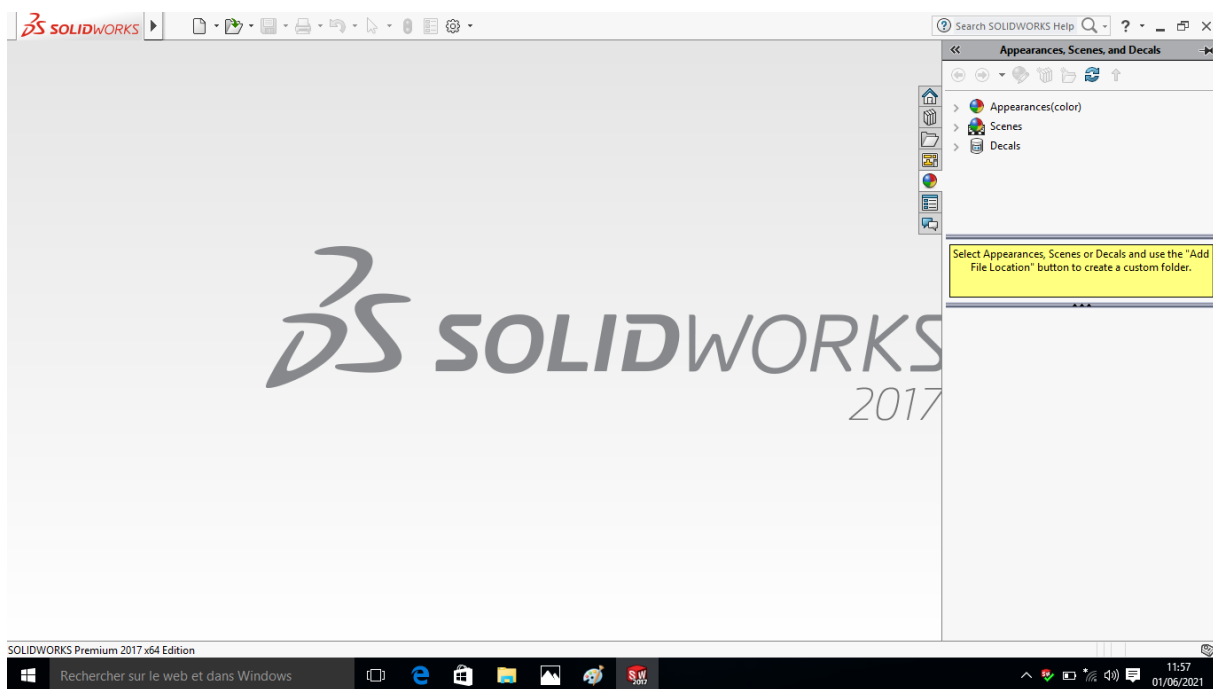 SOLIDWORKS
Search SOLIDWORKS Help
?
Appearances, Scenes, and Decals
Appearances(color)
Scenes
Decals
Select Appearances, Scenes or Decals and use the "Add
File Location" button to create a custom folder.
SOLIDWORKS
2017
SOLIDWORKS Premium 2017 x64 Edition
Rechercher sur le web et dans Windows
SW
2017
11:57
01/06/2021